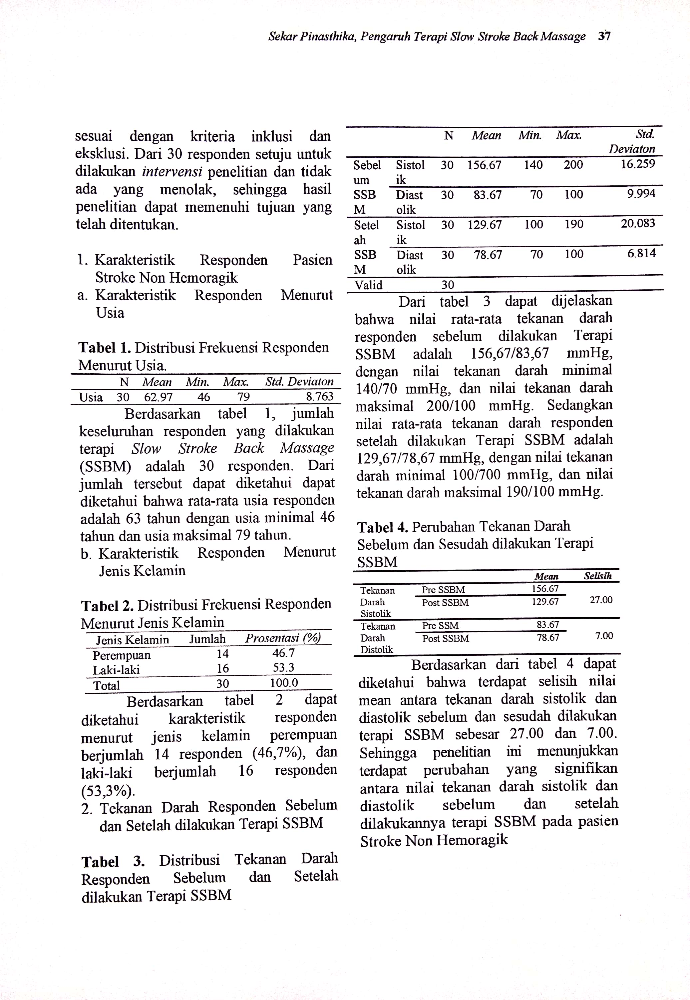 Sekar Pinasthika, Pengaruh Terapi Slow Stroke Back Massage 37
sesuai dengan kriteria inklusi dan
eksklusi. Dari 30 responden setuju untuk
dilakukan intervensi penelitian dan tidak
ada yang menolak, sehingga hasil
penelitian dapat memenuhi tujuan yang
telah ditentukan.
1. Karakteristik Responden Pasien
Stroke Non Hemoragik
a. Karakteristik Responden Menurut
Usia
Tabel 1. Distribusi Frekuensi Responden
Menurut Usia.
N Mean Min. Max. Std. Deviaton
Usia 30 62.97 46 79 8.763
Berdasarkan tabel 1, jumlah
keseluruhan responden yang dilakukan
terapi Slow Stroke Back Massage
(SSBM) adalah 30 responden. Dari
jumlah tersebut dapat diketahui dapat
diketahui bahwa rata-rata usia responden
adalah 63 tahun dengan usia minimal 46
tahun dan usia maksimal 79 tahun.
b. Karakteristik Responden Menurut
Jenis Kelamin
Tabel 2. Distribusi Frekuensi Responden
Menurut Jenis Kelamin
Jenis Kelamin Jumlah Prosentasi (%)
Perempuan 14 46.7
Laki-laki 16 53.3
Total 30 100.0
Berdasarkan tabel 2 dapat
diketahui karakteristik responden
menurut jenis kelamin perempuan
berjumlah 14 responden (46,7%), dan
laki-laki berjumlah 16 responden
(53,3%).
2. Tekanan Darah Responden Sebelum
dan Setelah dilakukan Terapi SSBM
Tabel 3. Distribusi Tekanan Darah
Responden Sebelum dan Setelah
dilakukan Terapi SSBM
N Mean Min. Max. Std.
Deviaton
Sebel Sistol 30 156.67 140 200 16.259
um ik
SSB Diast 30 83.67 70 100 9.994
M olik
Setel Sistol 30 129.67 100 190 20.083
ah ik
SSB Diast 30 78.67 70 100 6.814
M olik
Valid 30
Dari tabel 3 dapat dijelaskan
bahwa nilai rata-rata tekanan darah
responden sebelum dilakukan Terapi
SSBM adalah 156,67/83,67 mmHg,
dengan nilai tekanan darah minimal
140/70 mmHg, dan nilai tekanan darah
maksimal 200/100 mmHg. Sedangkan
nilai rata-rata tekanan darah responden
setelah dilakukan Terapi SSBM adalah
129,67/78,67 mmHg, dengan nilai tekanan
darah minimal 100/700 mmHg, dan nilai
tekanan darah maksimal 190/100 mmHg.
Tabel 4. Perubahan Tekanan Darah
Sebelum dan Sesudah dilakukan Terapi
SSBM
Mean Selisih
Tekanan Pre SSBM 156.67
Darah Post SSBM 129.67 27.00
Sistolik
Tekanan Pre SSM 83.67
Darah Post SSBM 78.67 7.00
Distolik
Berdasarkan dari tabel 4 dapat
diketahui bahwa terdapat selisih nilai
mean antara tekanan darah sistolik dan
diastolik sebelum dan sesudah dilakukan
terapi SSBM sebesar 27.00 dan 7.00.
Sehingga penelitian ini menunjukkan
terdapat perubahan yang signifikan
antara nilai tekanan darah sistolik dan
diastolik sebelum dan setelah
dilakukannya terapi SSBM pada pasien
Stroke Non Hemoragik